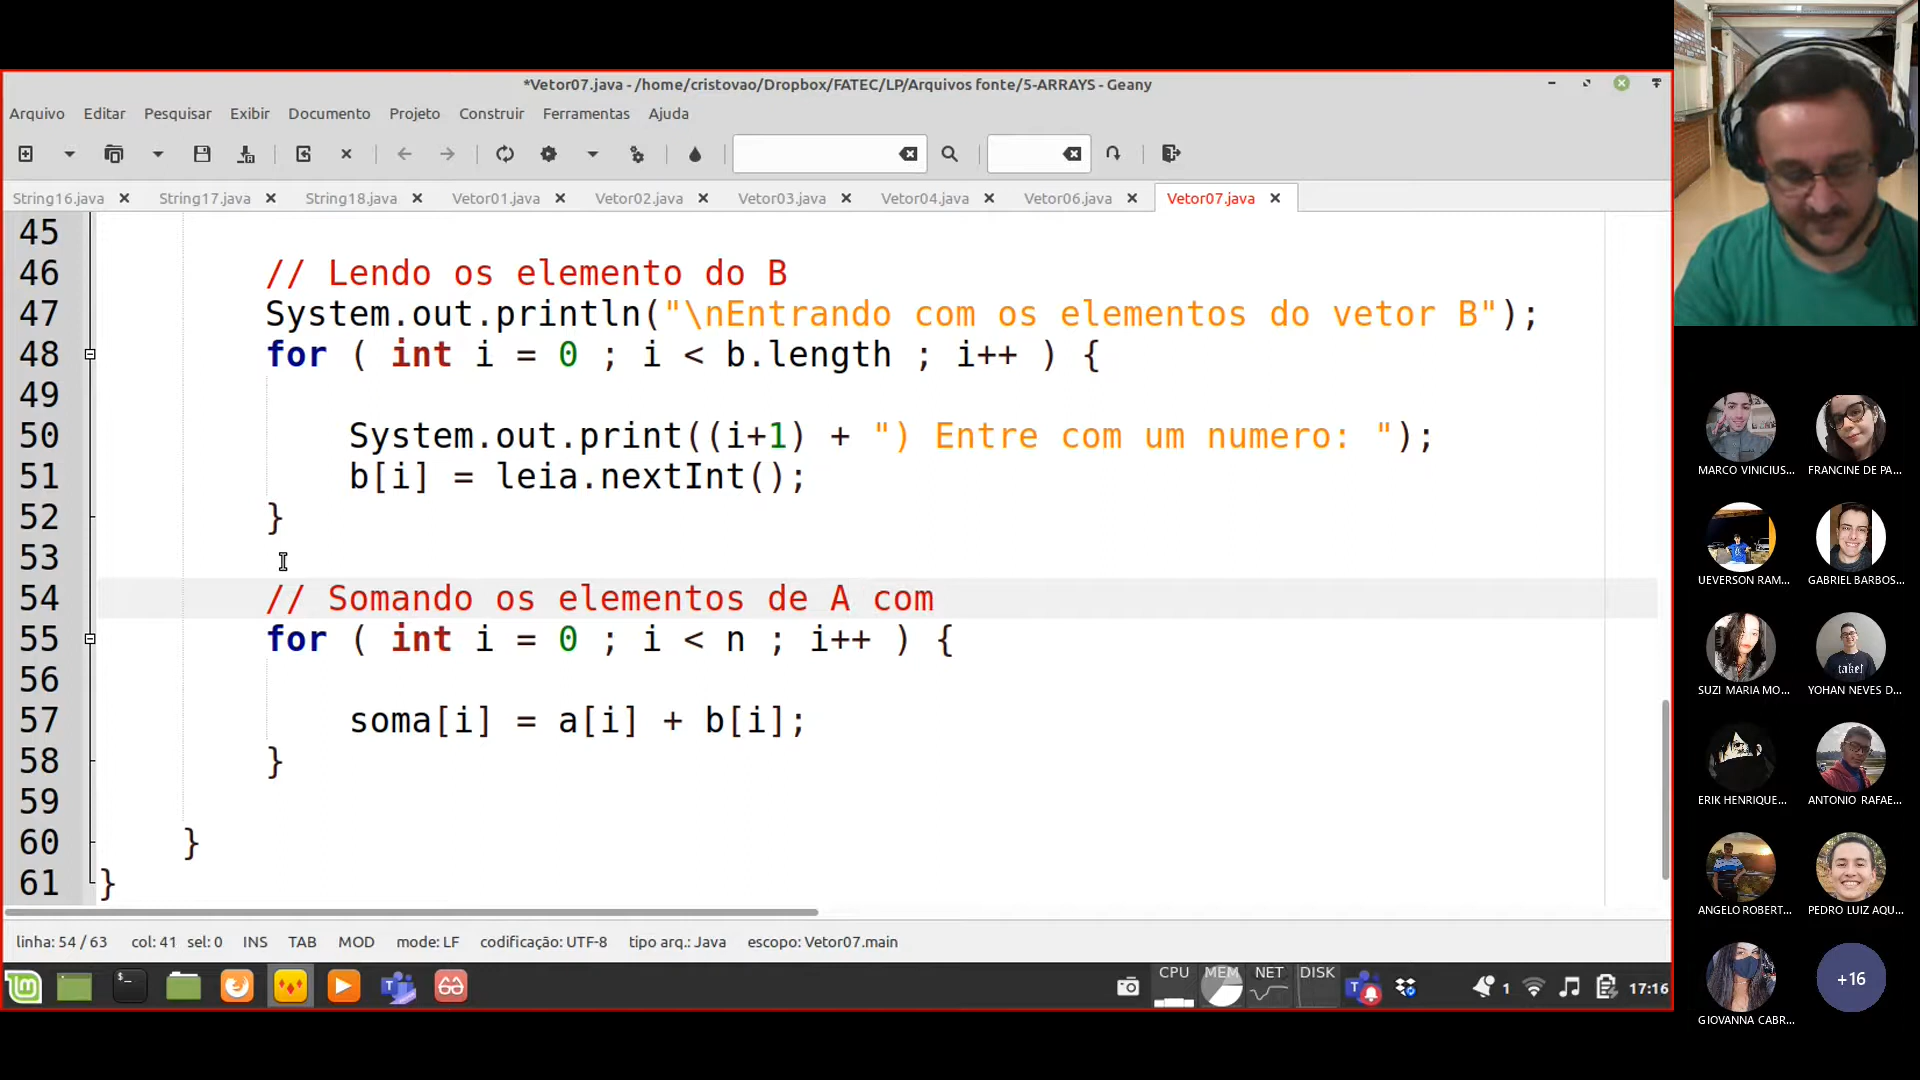 *Vetor07.java - /home/cristovao/Dropbox/FATEC/LP/Arquivos fonte/5-ARRAYS - Geany
Arquivo Editar Pesquisar Exibir Documento Projeto Construir Ferramentas Ajuda
String16.java String17.java String18.java Vetor01.java Vetor02.java Vetor03.java Vetor04.java Vetor06.java Vetor07.java
45
46 // Lendo os elemento do B
47 System.out.println("\nEntrando com os elementos do vetor B");
48 for ( int i = 0 ; i < b.length ; i++ ) {
49
50 System.out.print((i+1) + ") Entre com um numero: ");
51 b[i] = leia.nextInt();
52 }
53
54 // Somando os elementos de A com
55 for ( int i = 0 ; i < n ; i++ ) {
56
57 soma[i] = a[i] + b[i];
58 }
59
60 }
61 }
linha: 54 / 63 col: 41 sel: 0 INS TAB MOD mode: LF codificação: UTF-8 tipo arq.: Java escopo: Vetor07.main
CPU MEM NET DISK 1 17:16
MARCO VINICIUS... FRANCINE DE PA...
UEVERSON RAM... GABRIEL BARBOS...
SUZI MARIA MO... YOHAN NEVES D...
ERIK HENRIQUE... ANTONIO RAFAE...
ANGELO ROBERT... PEDRO LUIZ AQU...
GIOVANNA CABR... +16